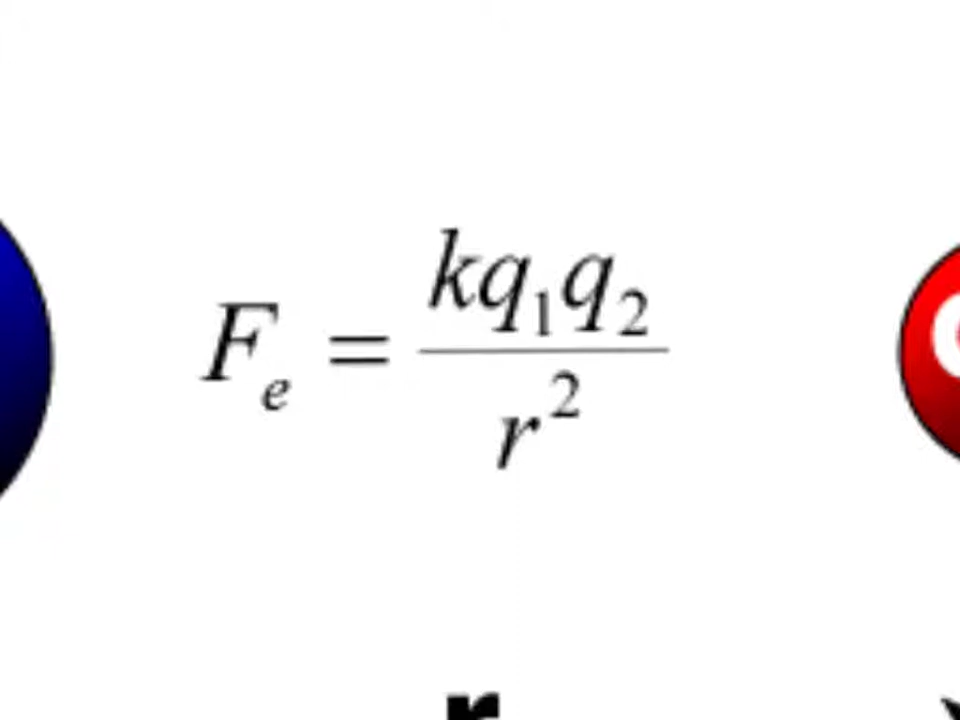 Fₑ = kq₁q₂ / r²
r